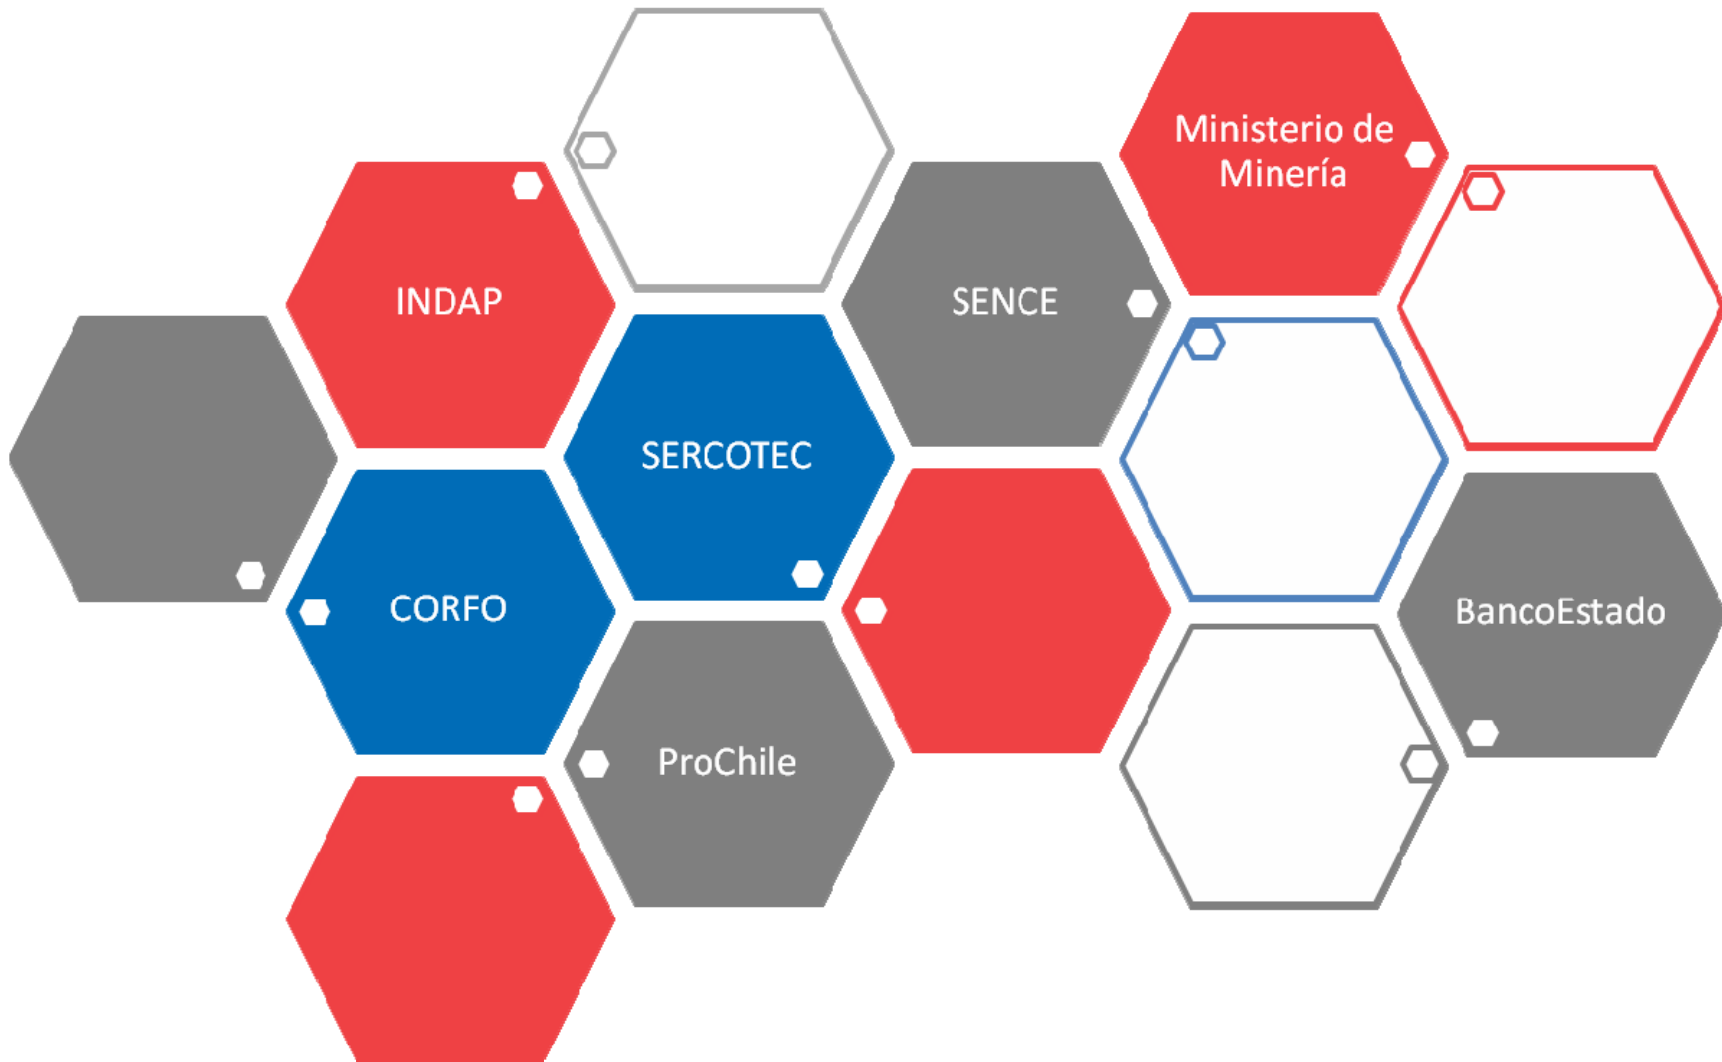 Ministerio de
Minería
INDAP
SENCE
SERCOTEC
CORFO
BancoEstado
ProChile